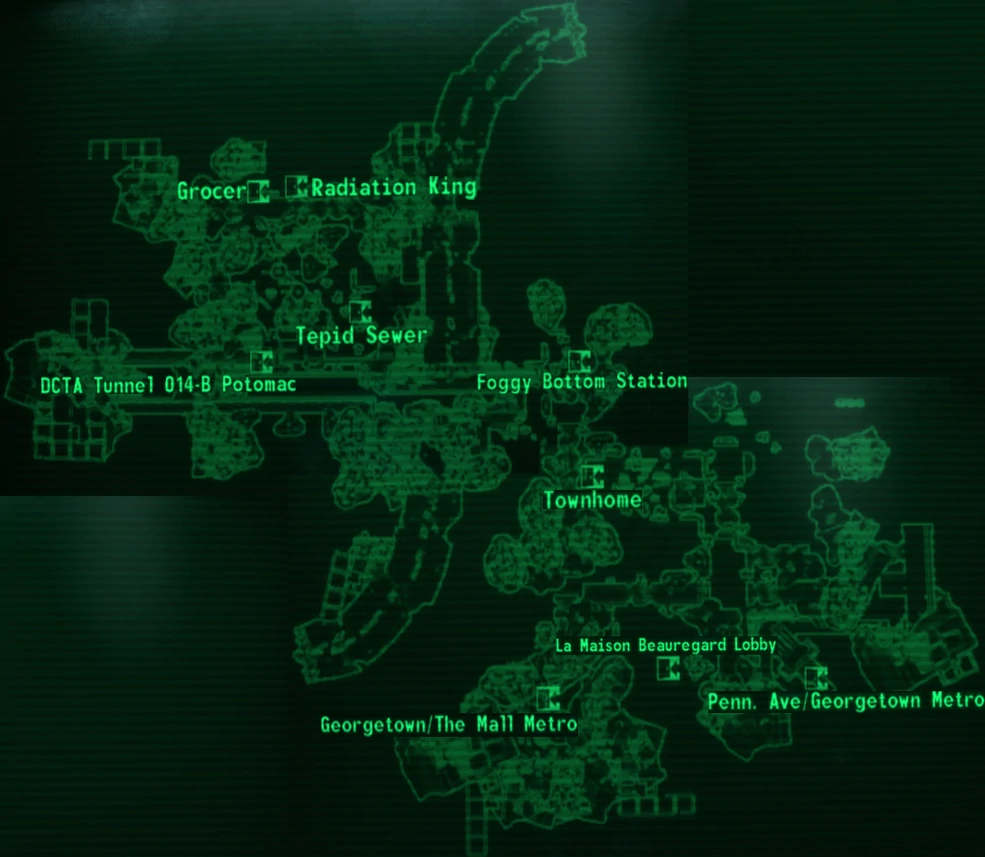 Grocer
Radiation King
Tepid Sewer
DCTA Tunnel 014-B Potomac
Foggy Bottom Station
Townhome
La Maison Beauregard Lobby
Penn. Ave/Georgetown Metro
Georgetown/The Mall Metro